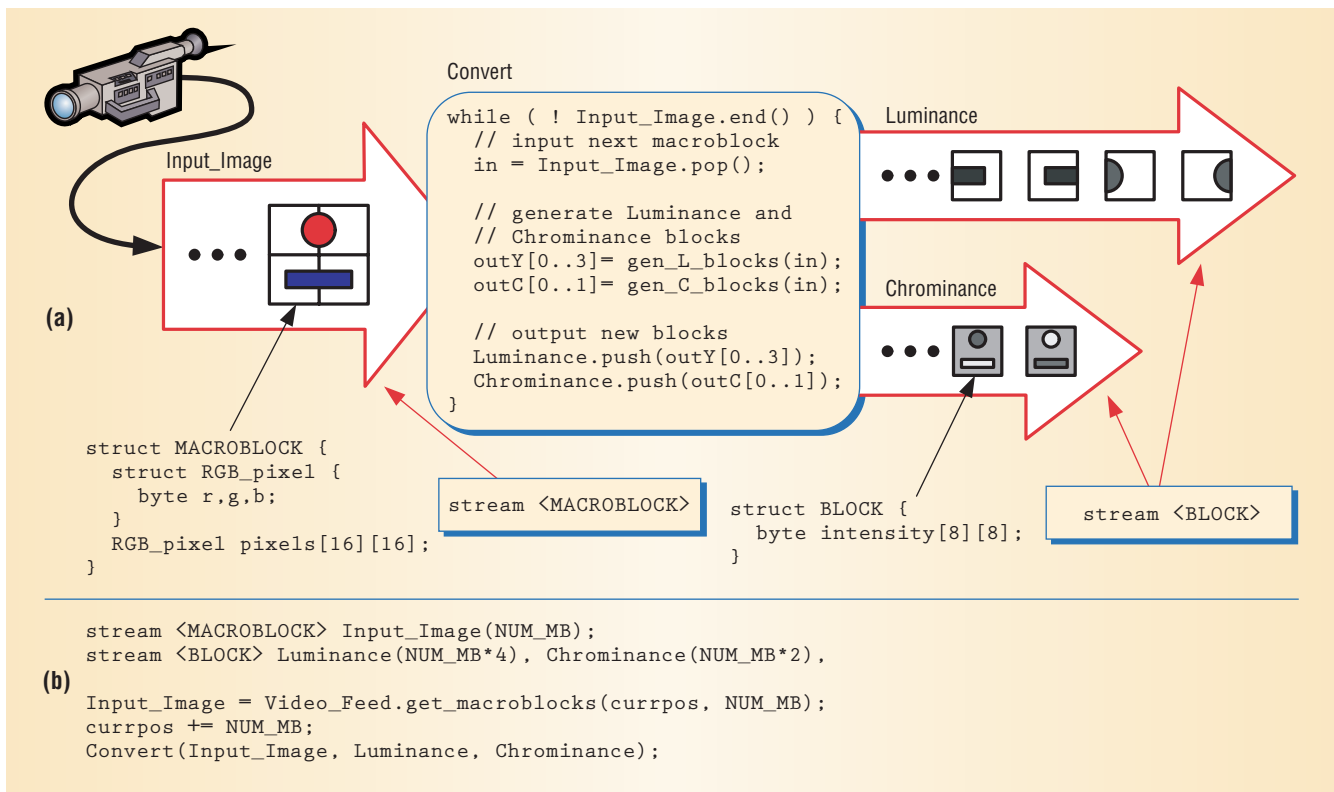 Convert
while ( ! Input_Image.end() ) {
// input next macroblock
in = Input_Image.pop();
// generate Luminance and
// Chrominance blocks
outY[0..3]= gen_L_blocks(in);
outC[0..1]= gen_C_blocks(in);
// output new blocks
Luminance.push(outY[0..3]);
Chrominance.push(outC[0..1]);
}
Input_Image
Luminance
Chrominance
(a)
struct MACROBLOCK {
struct RGB_pixel {
byte r,g,b;
}
RGB_pixel pixels[16][16];
}
stream <MACROBLOCK>
struct BLOCK {
byte intensity[8][8];
}
stream <BLOCK>
(b)
stream <MACROBLOCK> Input_Image(NUM_MB);
stream <BLOCK> Luminance(NUM_MB*4), Chrominance(NUM_MB*2),
Input_Image = Video_Feed.get_macroblocks(currpos, NUM_MB);
currpos += NUM_MB;
Convert(Input_Image, Luminance, Chrominance);